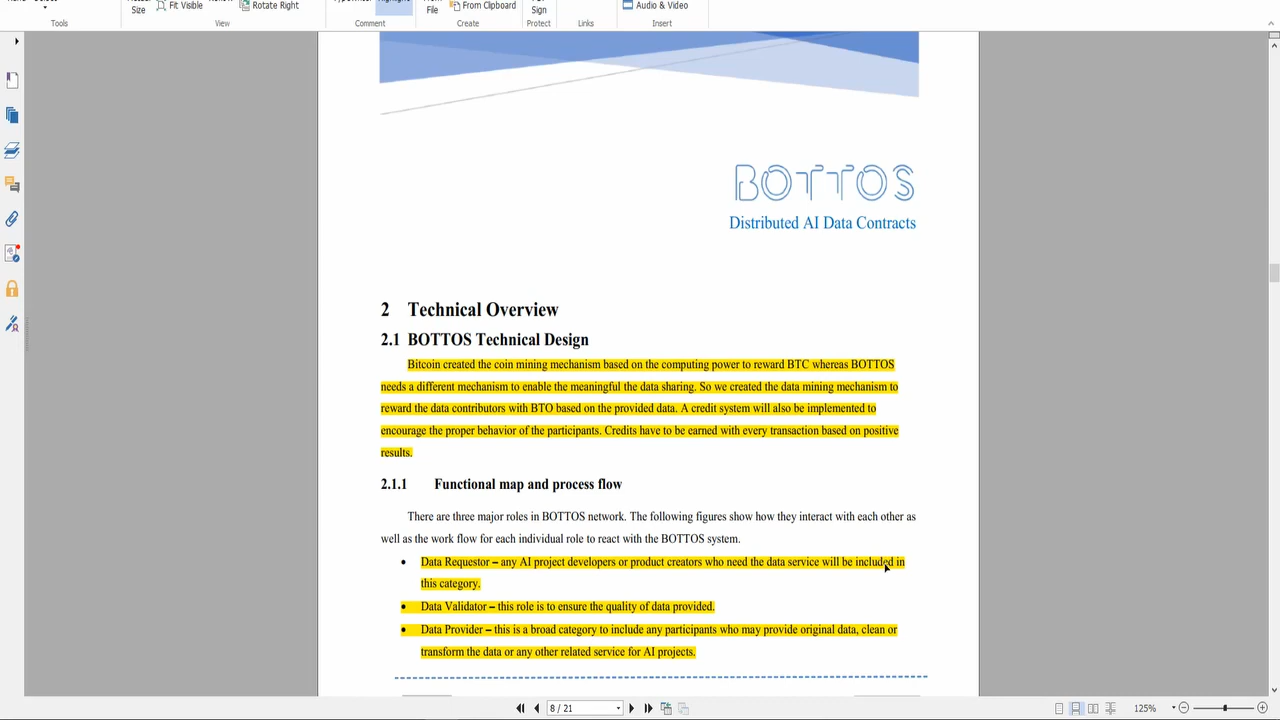 Size
Fit Visible
Rotate Right
File
From Clipboard
Sign
Audio & Video
Tools
View
Comment
Create
Protect
Links
Insert
BOTTOS
Distributed AI Data Contracts
2 Technical Overview
2.1 BOTTOS Technical Design
Bitcoin created the coin mining mechanism based on the computing power to reward BTC whereas BOTTOS
needs a different mechanism to enable the meaningful the data sharing. So we created the data mining mechanism to
reward the data contributors with BTO based on the provided data. A credit system will also be implemented to
encourage the proper behavior of the participants. Credits have to be earned with every transaction based on positive
results.
2.1.1 Functional map and process flow
There are three major roles in BOTTOS network. The following figures show how they interact with each other as
well as the work flow for each individual role to react with the BOTTOS system.
• Data Requestor – any AI project developers or product creators who need the data service will be included in
this category.
• Data Validator – this role is to ensure the quality of data provided.
• Data Provider – this is a broad category to include any participants who may provide original data, clean or
transform the data or any other related service for AI projects.
8 / 21
125%